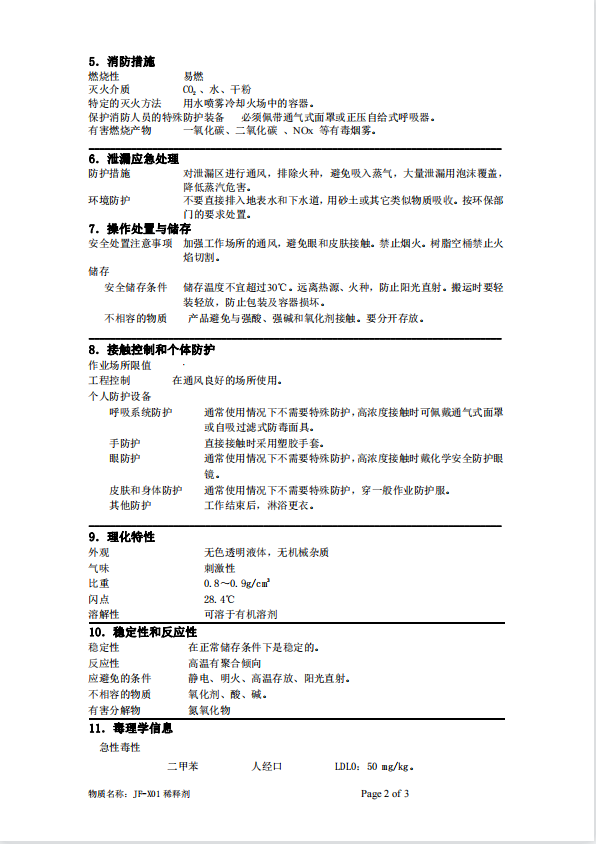 5. 消防措施
燃烧性 易燃
灭火介质 CO₂、水、干粉
特定的灭火方法 用水喷雾冷却火场中的容器。
保护消防人员的特殊防护装备 必须佩带通气式面罩或正压自给式呼吸器。
有害燃烧产物 一氧化碳、二氧化碳 、NOx 等有毒烟雾。
6. 泄漏应急处理
防护措施 对泄漏区进行通风，排除火种，避免吸入蒸气，大量泄漏用泡沫覆盖，
降低蒸汽危害。
环境防护 不要直接排入地表水和下水道，用砂土或其它类似物质吸收。按环保部
门的要求处置。
7. 操作处置与储存
安全处置注意事项 加强工作场所的通风，避免眼和皮肤接触。禁止烟火。树脂空桶禁止火
焰切割。
储存
安全储存条件 储存温度不宜超过30℃。远离热源、火种，防止阳光直射。搬运时要轻
装轻放，防止包装及容器损坏。
不相容的物质 产品避免与强酸、强碱和氧化剂接触。要分开存放。
8. 接触控制和个体防护
作业场所限值
工程控制 在通风良好的场所使用。
个人防护设备
呼吸系统防护 通常使用情况下不需要特殊防护，高浓度接触时可佩戴通气式面罩
或自吸过滤式防毒面具。
手防护 直接接触时采用塑胶手套。
眼防护 通常使用情况下不需要特殊防护，高浓度接触时戴化学安全防护眼
镜。
皮肤和身体防护 通常使用情况下不需要特殊防护，穿一般作业防护服。
其他防护 工作结束后，淋浴更衣。
9. 理化特性
外观 无色透明液体，无机械杂质
气味 刺激性
比重 0.8～0.9g/cm³
闪点 28.4℃
溶解性 可溶于有机溶剂
10. 稳定性和反应性
稳定性 在正常储存条件下是稳定的。
反应性 高温有聚合倾向
应避免的条件 静电、明火、高温存放、阳光直射。
不相容的物质 氧化剂、酸、碱。
有害分解物 氮氧化物
11. 毒理学信息
急性毒性
二甲苯 人经口 LDLO：50 mg/kg。
物质名称：JF-X01 稀释剂 Page 2 of 3